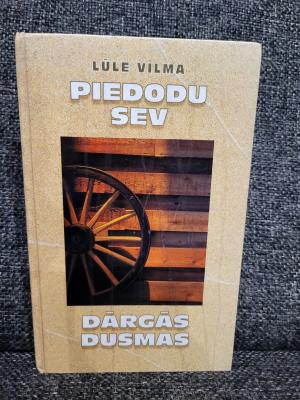 LŪLE VILMA
PIEDODU
SEV
DĀRGĀS
DUSMAS